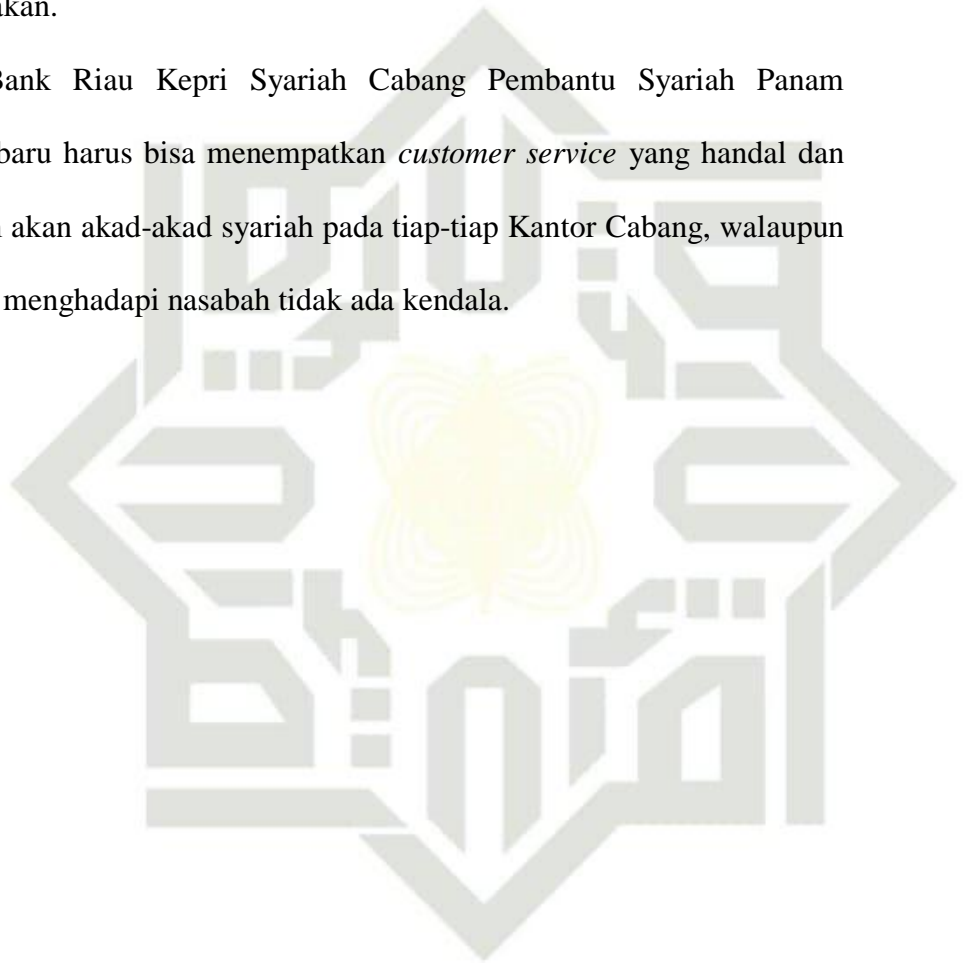 akan.
Bank Riau Kepri Syariah Cabang Pembantu Syariah Panam
baru harus bisa menempatkan customer service yang handal dan
akan akad-akad syariah pada tiap-tiap Kantor Cabang, walaupun
menghadapi nasabah tidak ada kendala.